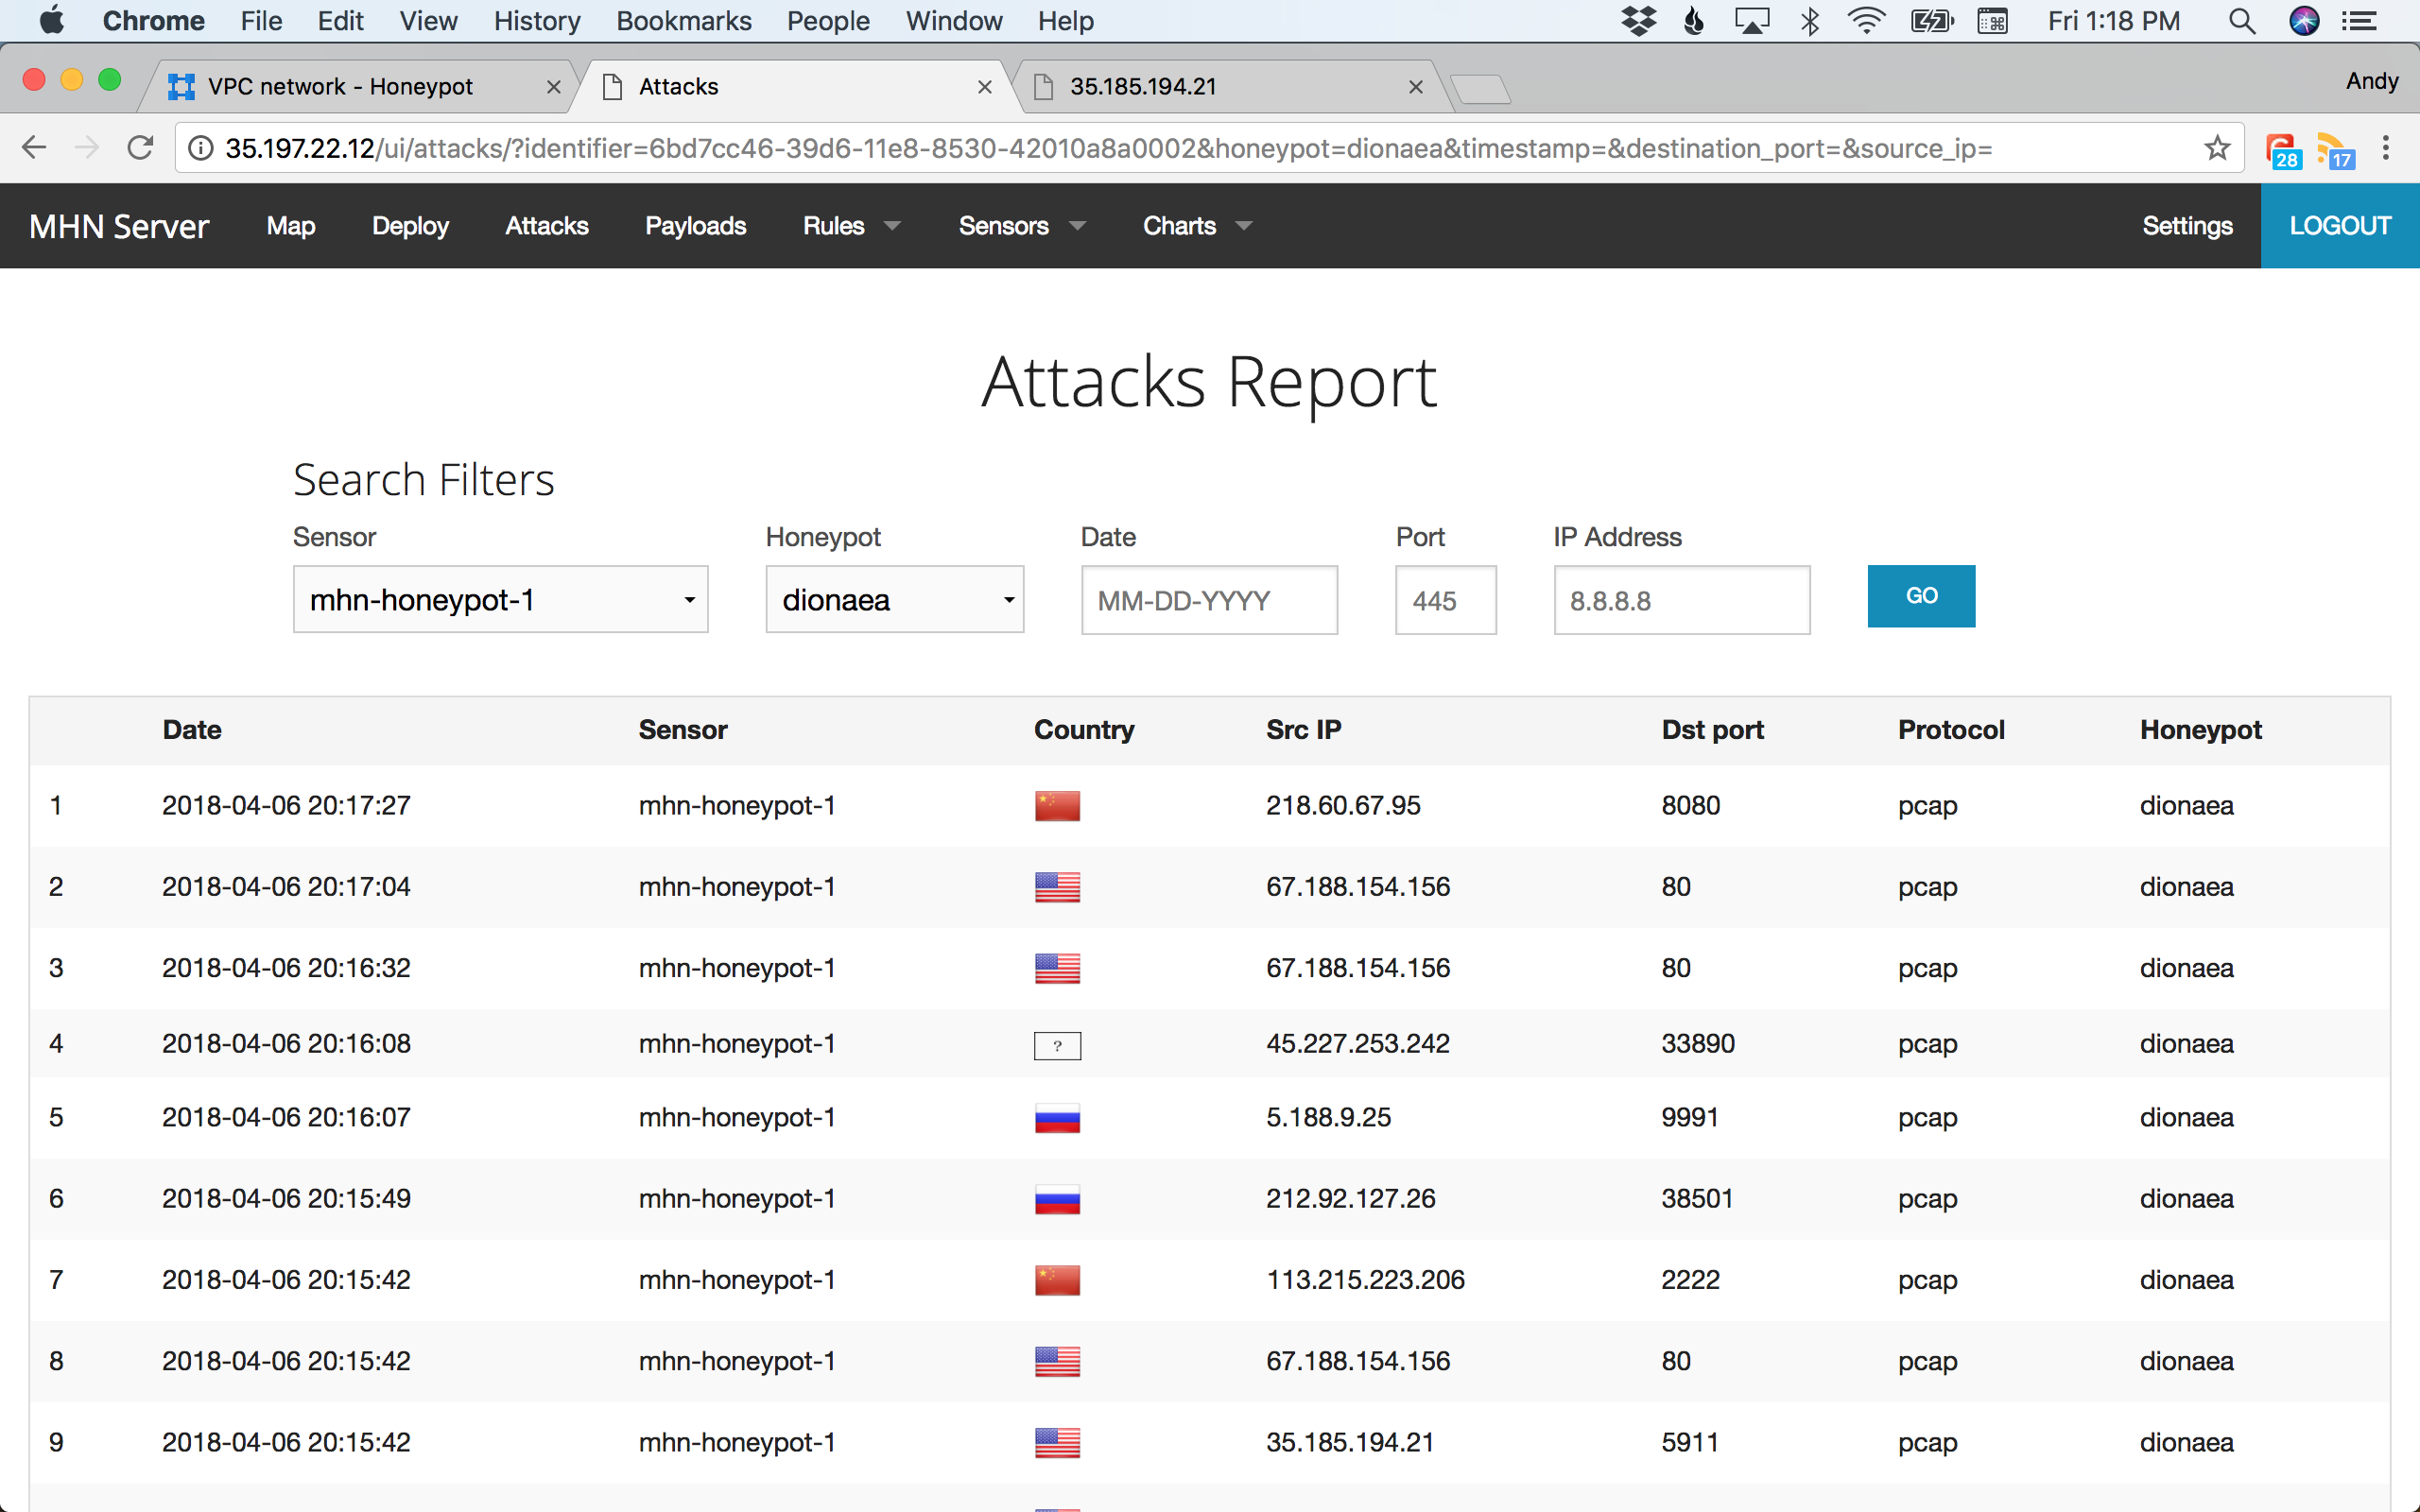 Chrome File Edit View History Bookmarks People Window Help Fri 1:18 PM
VPC network - Honeypot Attacks 35.185.194.21 Andy
35.197.22.12/ui/attacks/?identifier=6bd7cc46-39d6-11e8-8530-42010a8a0002&honeypot=dionaea&timestamp=&destination_port=&source_ip= 28 17
MHN Server Map Deploy Attacks Payloads Rules Sensors Charts Settings LOGOUT
Attacks Report
Search Filters
Sensor Honeypot Date Port IP Address
mhn-honeypot-1 dionaea MM-DD-YYYY 445 8.8.8.8 GO
Date Sensor Country Src IP Dst port Protocol Honeypot
1 2018-04-06 20:17:27 mhn-honeypot-1 218.60.67.95 8080 pcap dionaea
2 2018-04-06 20:17:04 mhn-honeypot-1 67.188.154.156 80 pcap dionaea
3 2018-04-06 20:16:32 mhn-honeypot-1 67.188.154.156 80 pcap dionaea
4 2018-04-06 20:16:08 mhn-honeypot-1 ? 45.227.253.242 33890 pcap dionaea
5 2018-04-06 20:16:07 mhn-honeypot-1 5.188.9.25 9991 pcap dionaea
6 2018-04-06 20:15:49 mhn-honeypot-1 212.92.127.26 38501 pcap dionaea
7 2018-04-06 20:15:42 mhn-honeypot-1 113.215.223.206 2222 pcap dionaea
8 2018-04-06 20:15:42 mhn-honeypot-1 67.188.154.156 80 pcap dionaea
9 2018-04-06 20:15:42 mhn-honeypot-1 35.185.194.21 5911 pcap dionaea